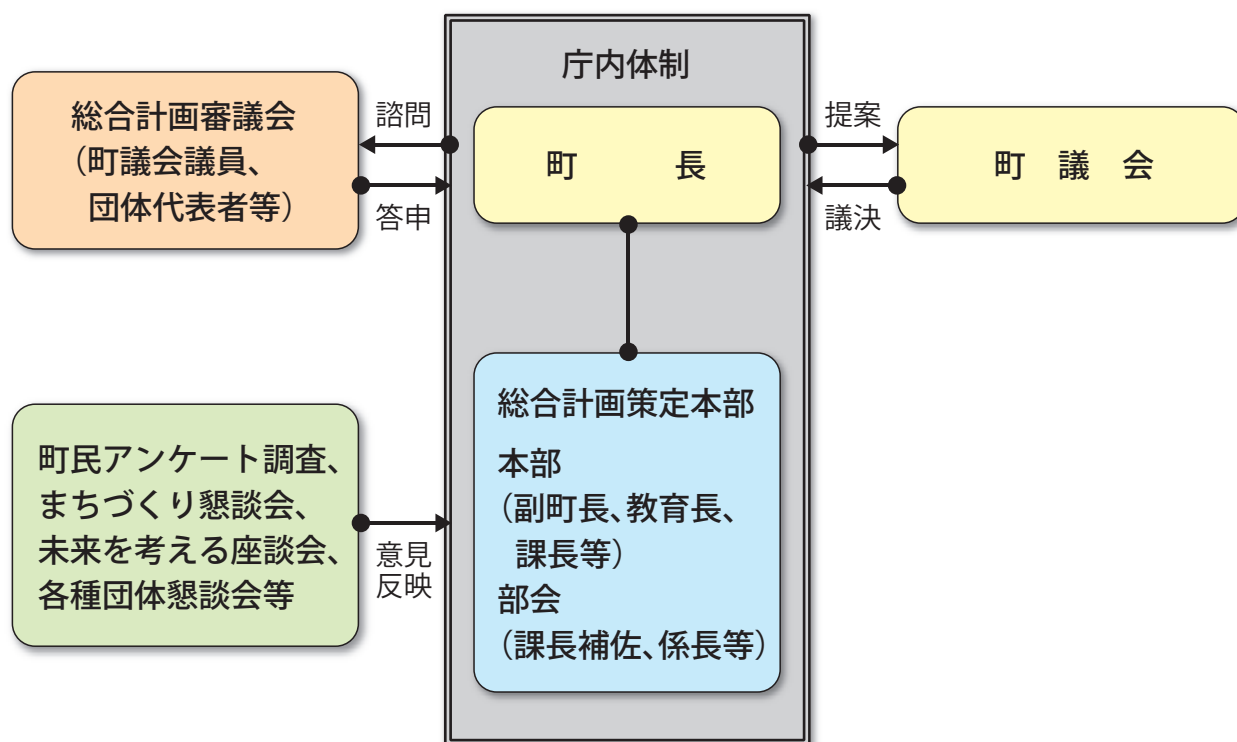 庁内体制
総合計画審議会
（町議会議員、
団体代表者等）
諮問
答申
町　　長
提案
議決
町　議　会
町民アンケート調査、
まちづくり懇談会、
未来を考える座談会、
各種団体懇談会等
意見
反映
総合計画策定本部
本部
（副町長、教育長、
課長等）
部会
（課長補佐、係長等）